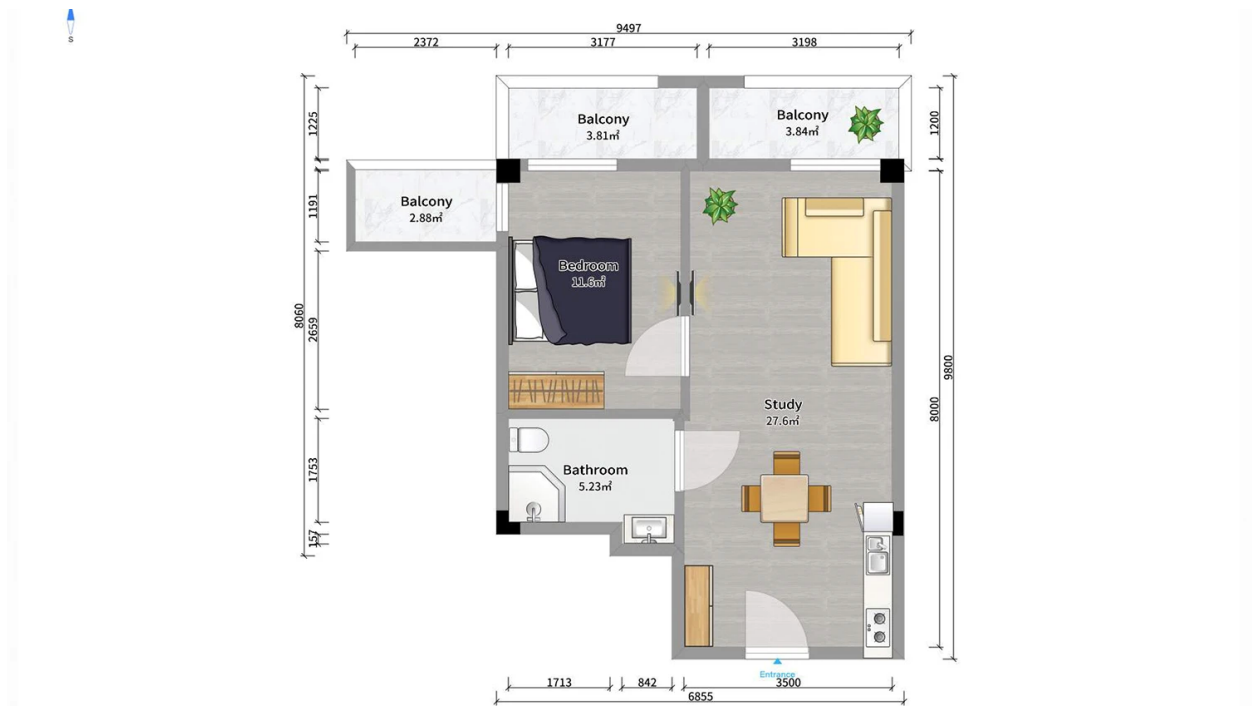 S
9497
2372
3177
3198
1225
1200
Balcony
3.81㎡
Balcony
3.84㎡
1191
Balcony
2.88㎡
Bedroom
11.6㎡
8060
2659
9800
8000
Study
27.6㎡
1753
Bathroom
5.23㎡
157
Entrance
1713
842
3500
6855